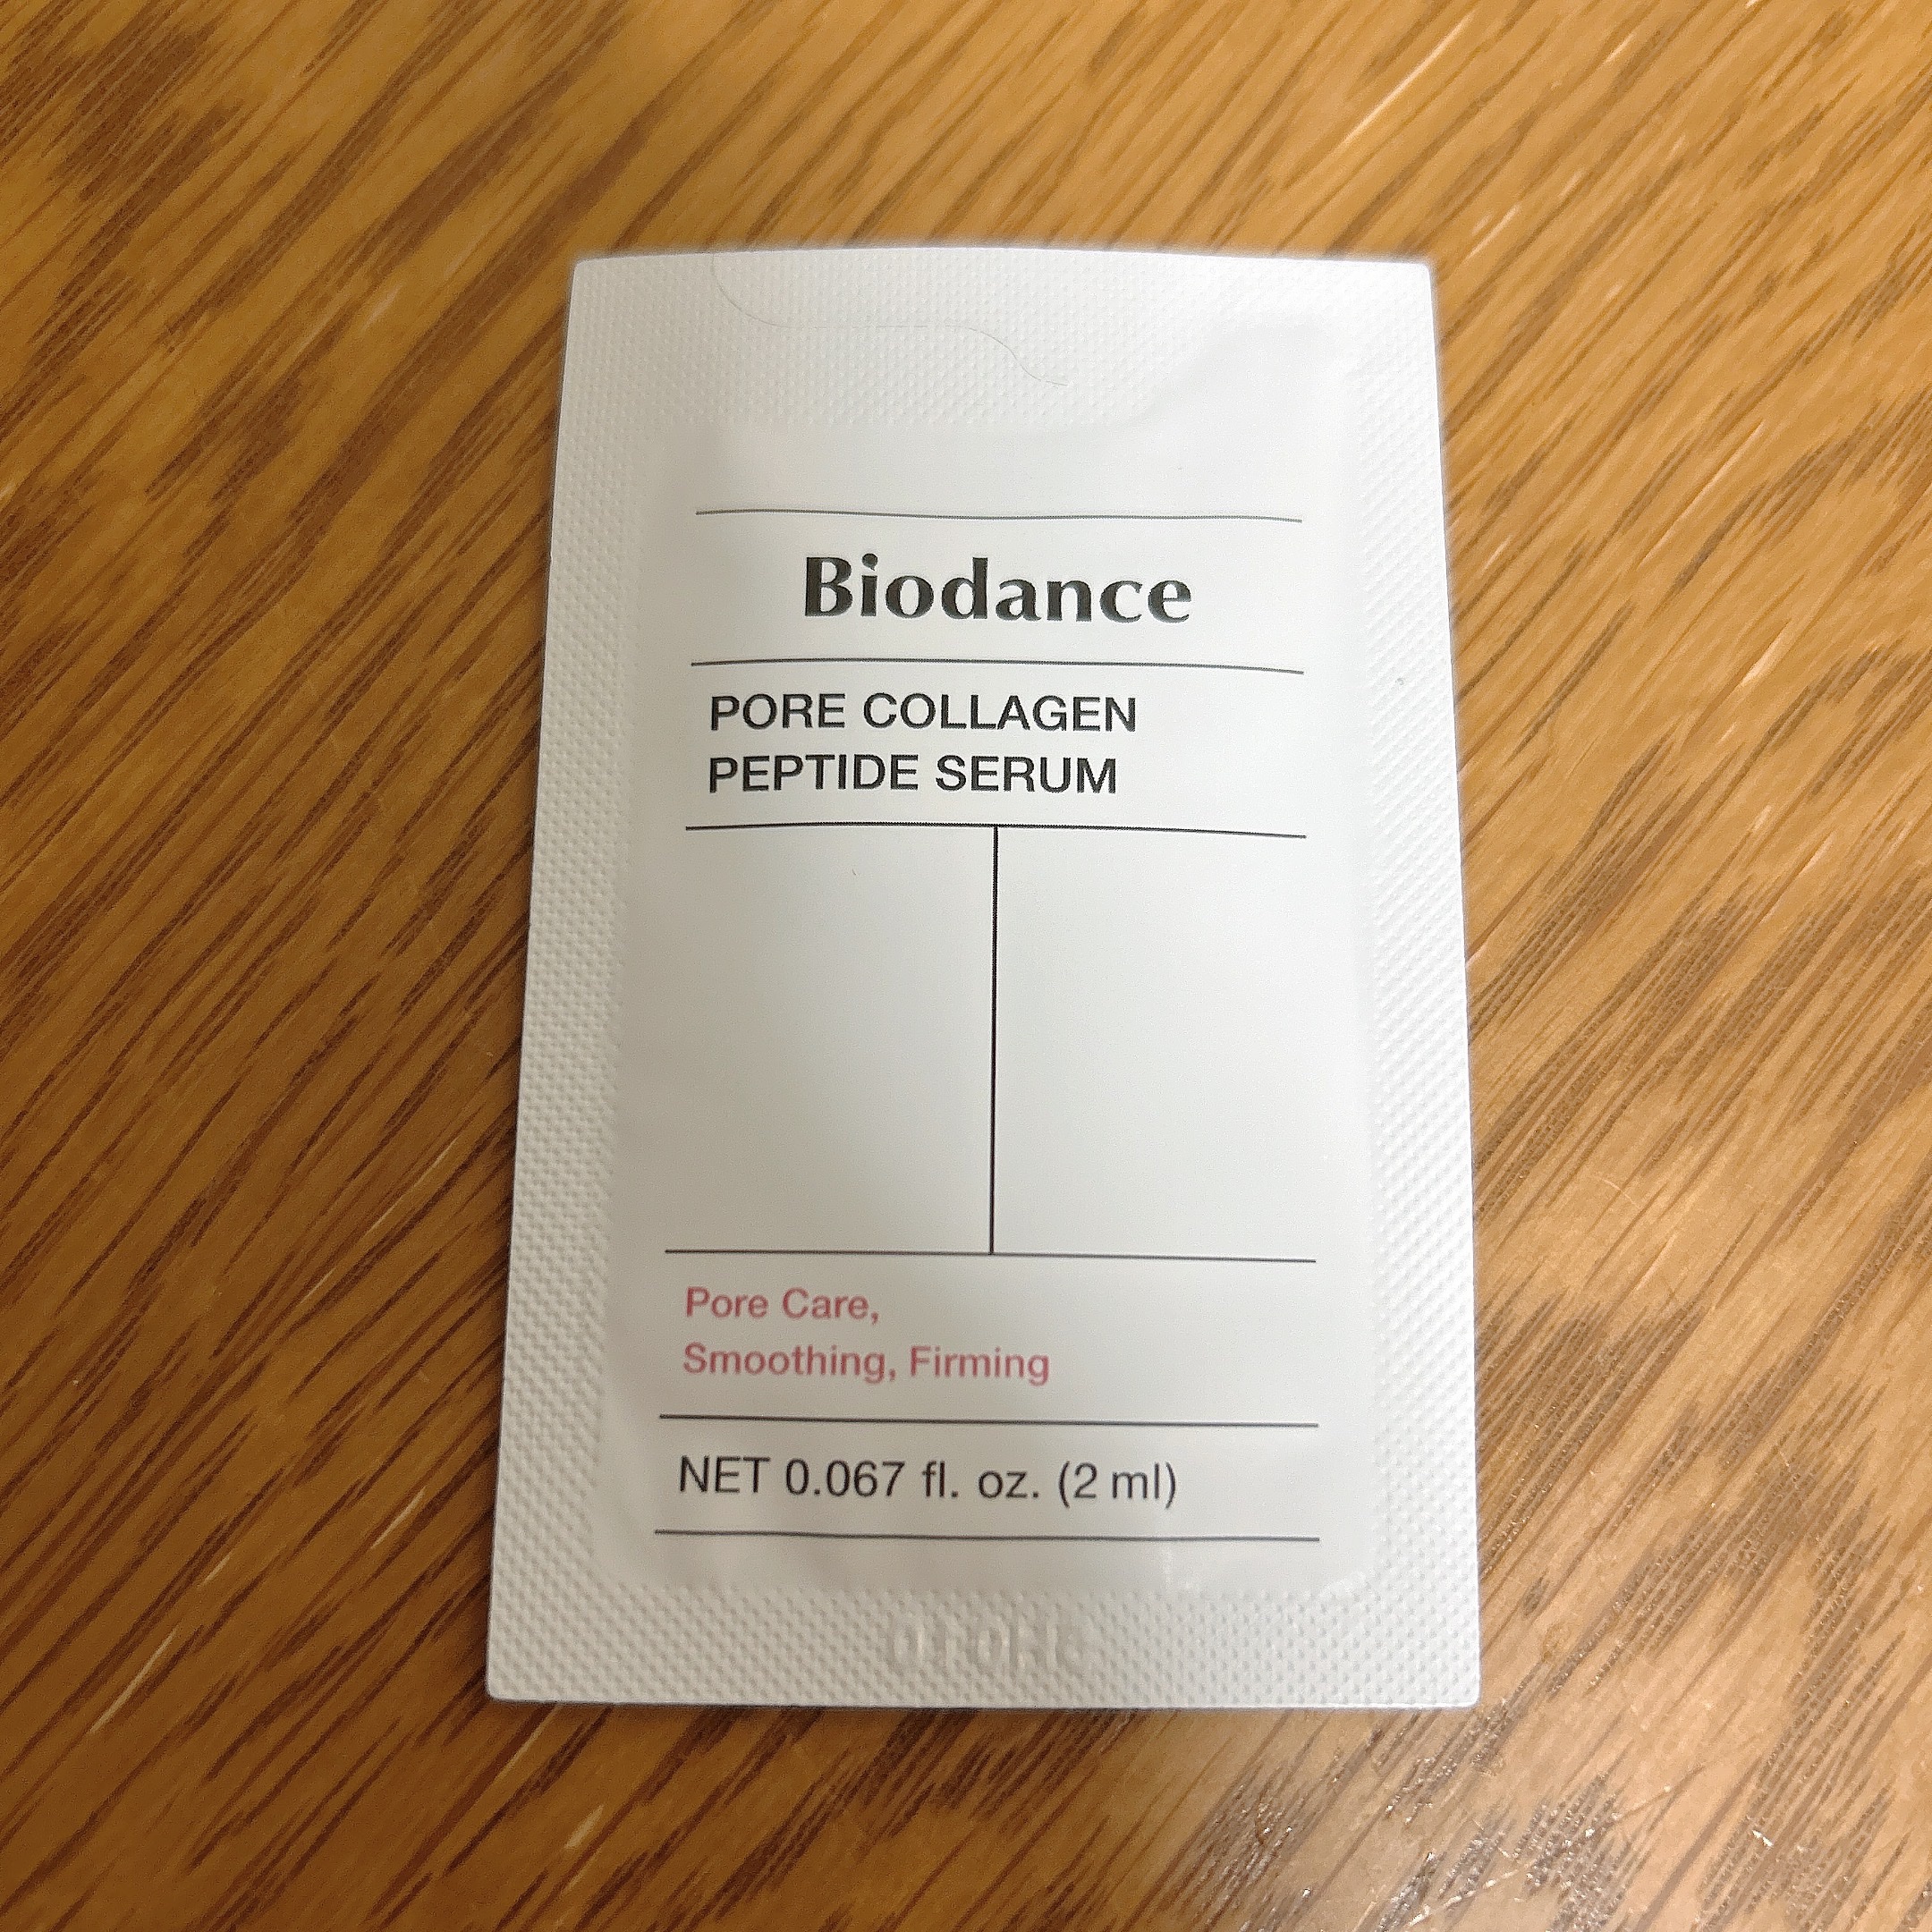 Biodance
PORE COLLAGEN
PEPTIDE SERUM
Pore Care,
Smoothing, Firming
NET 0.067 fl. oz. (2 ml)